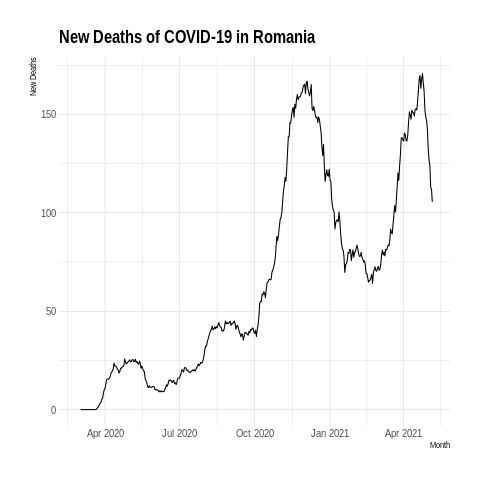 New Deaths of COVID-19 in Romania
New Deaths
150
100
50
0
Apr 2020 Jul 2020 Oct 2020 Jan 2021 Apr 2021
Month